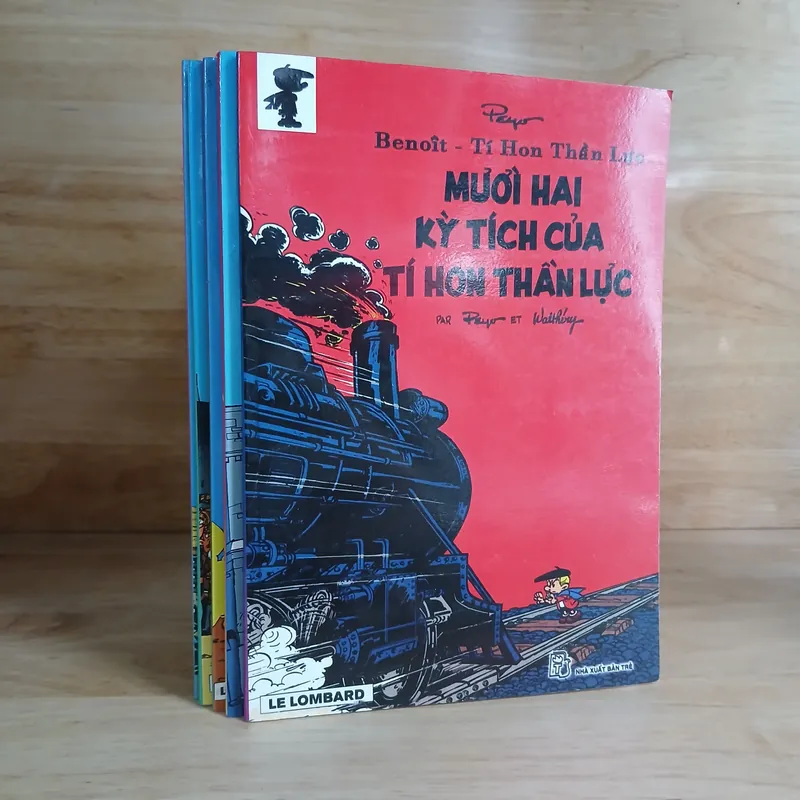 Peyo
Benoît - Tí Hon Thần Lực
MƯƠI HAI
KỲ TÍCH CỦA
TÍ HON THẦN LỰC
PAR Peyo ET Walthéry
NHÀ XUẤT BẢN TRẺ
LE LOMBARD